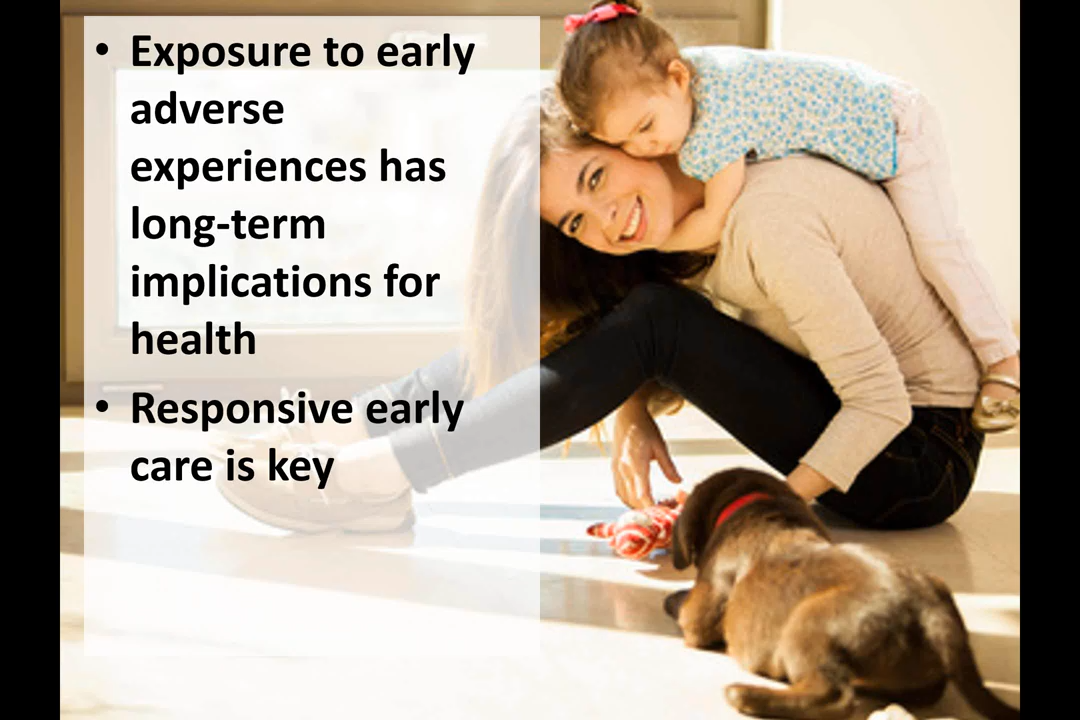 • Exposure to early
adverse
experiences has
long-term
implications for
health
• Responsive early
care is key